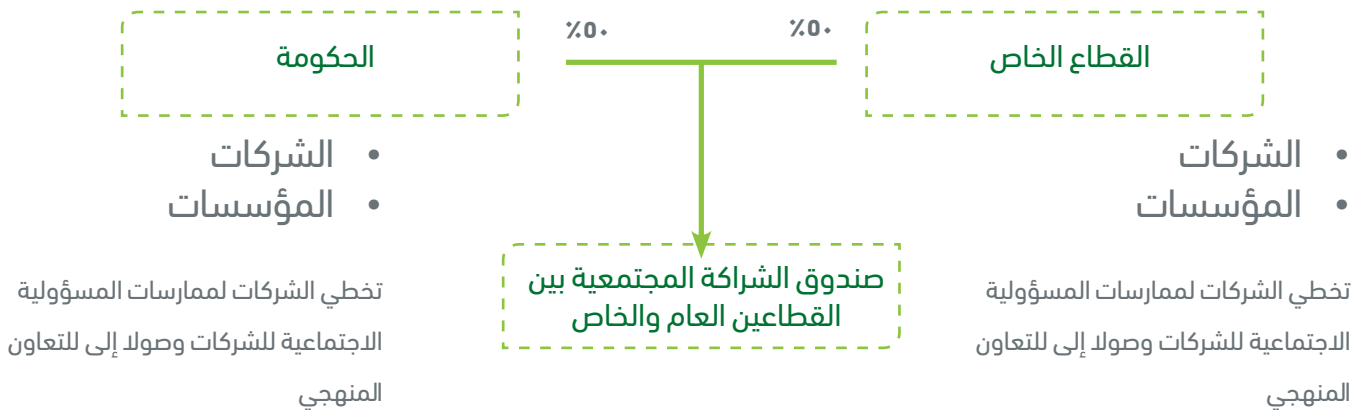 القطاع الخاص
٪٥٠
٪٥٠
الحكومة
• الشركات
• المؤسسات
تخطي الشركات لممارسات المسؤولية
الاجتماعية للشركات وصولا إلى للتعاون
المنهجي
صندوق الشراكة المجتمعية بين
القطاعين العام والخاص
• الشركات
• المؤسسات
تخطي الشركات لممارسات المسؤولية
الاجتماعية للشركات وصولا إلى للتعاون
المنهجي